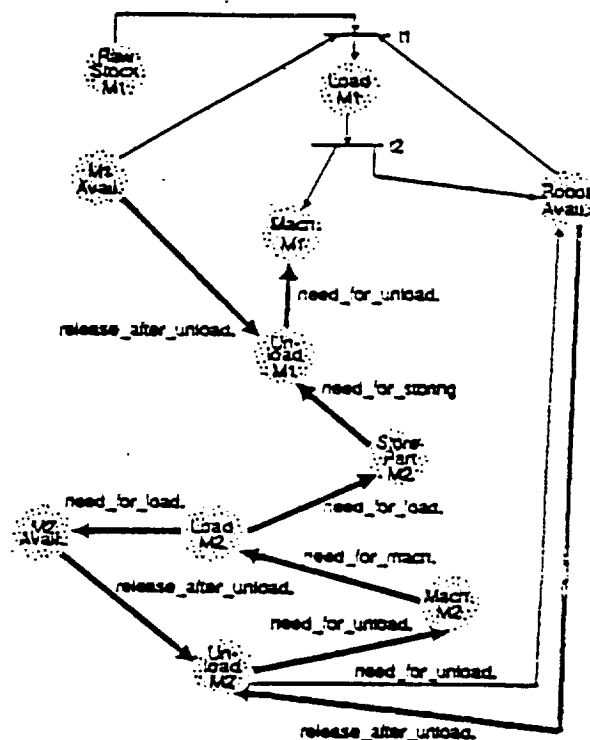 Raw
Stock
M1
t1
Load
M1
t2
M1
Avail.
Robot
Avail.
Mach.
M1
need_for_unload.
release_after_unload.
Un-
load
M1
need_for_storing
Store-
Part
M2
need_for_load.
M2
Avail.
Load
M2
need_for_load.
need_for_mach.
release_after_unload.
Mach.
M2
need_for_unload.
Un-
load
M2
need_for_unload.
release_after_unload.